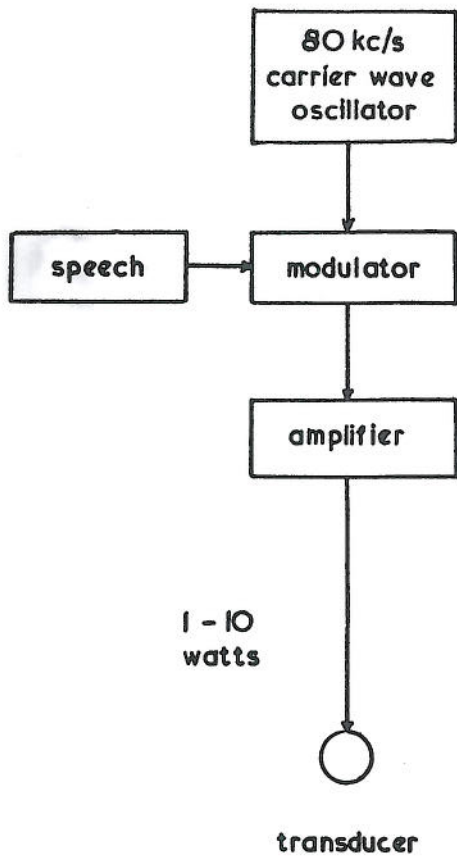 80 kc/s
carrier wave
oscillator
speech
modulator
amplifier
1 - 10
watts
transducer